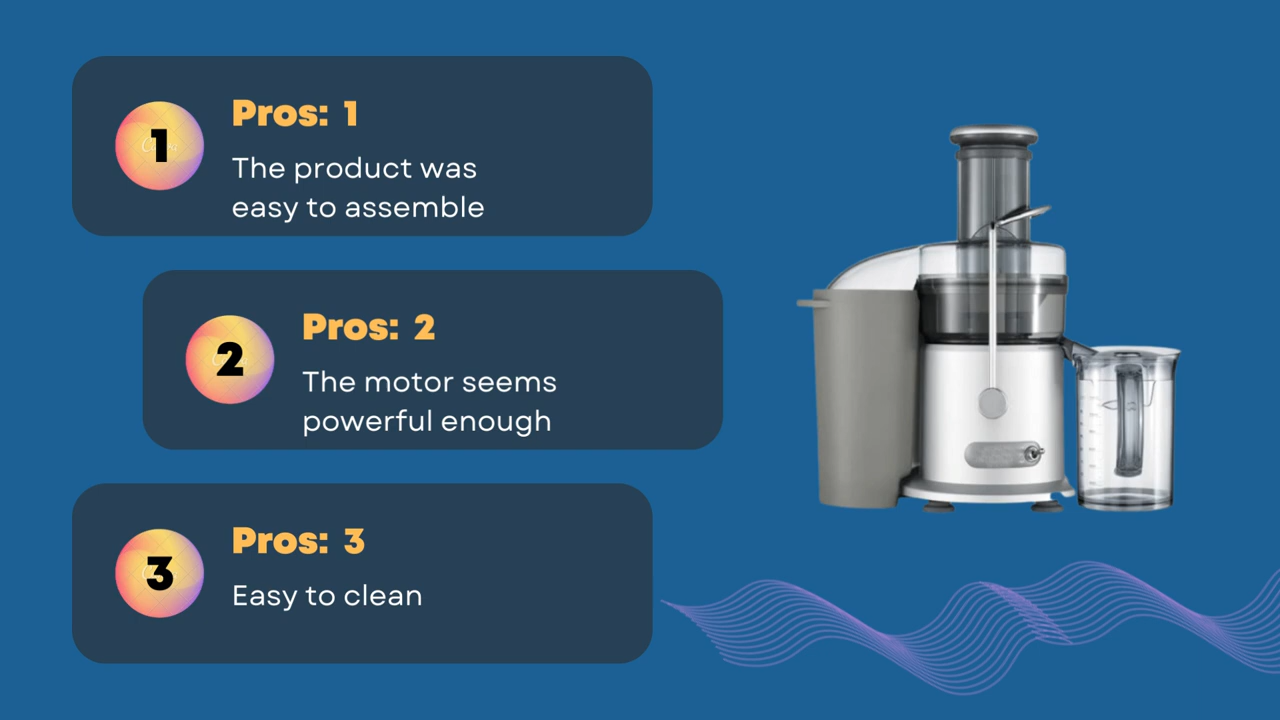 1
Pros: 1
The product was
easy to assemble
2
Pros: 2
The motor seems
powerful enough
3
Pros: 3
Easy to clean